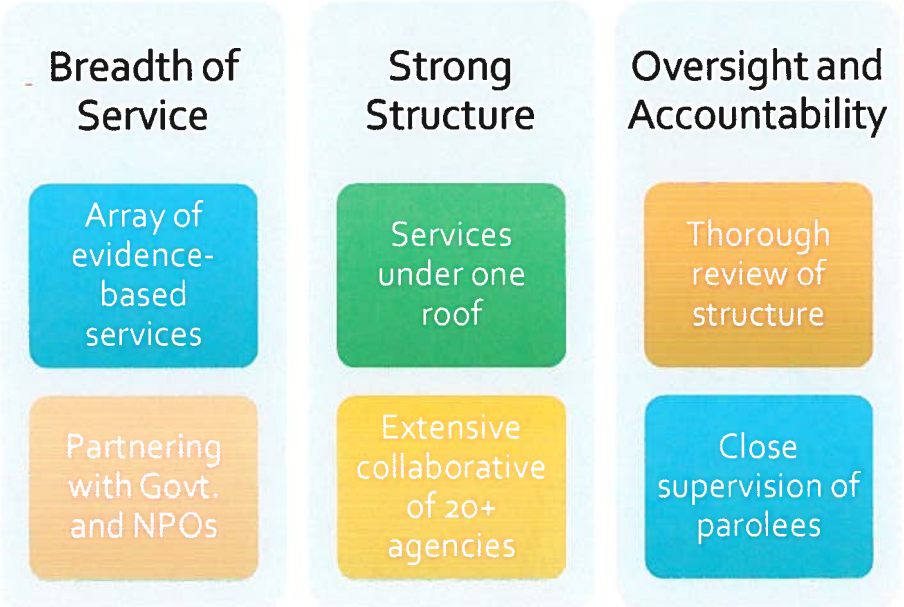 Breadth of
Service
Array of
evidence-
based
services
Partnering
with Govt.
and NPOs
Strong
Structure
Services
under one
roof
Extensive
collaborative
of 20+
agencies
Oversight and
Accountability
Thorough
review of
structure
Close
supervision of
parolees